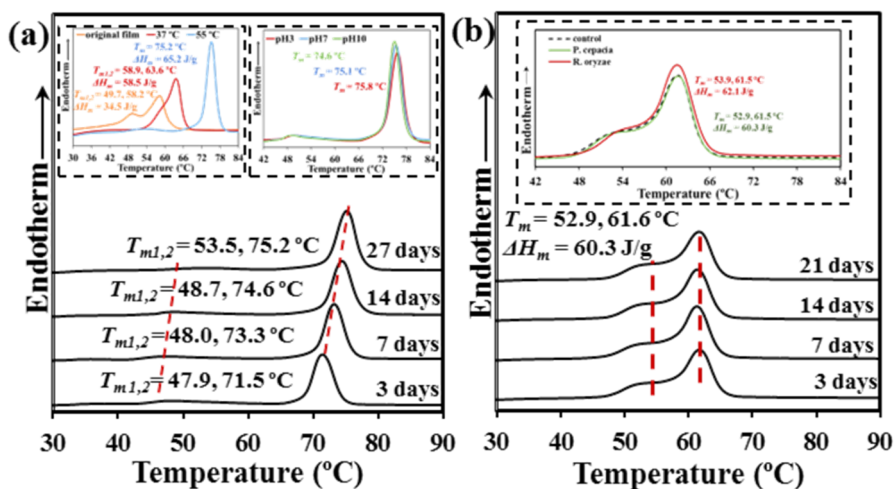 (a)
original film 37 °C 55 °C
Tm = 75.2 °C
ΔHm = 65.2 J/g
Tm1,2 = 58.9, 63.6 °C
ΔHm = 58.5 J/g
Tm1,2 = 49.7, 58.2 °C
ΔHm = 34.5 J/g
Endotherm
30 36 42 48 54 60 66 72 78 84
Temperature (°C)
pH3 pH7 pH10
Tm = 74.6 °C
Tm = 75.1 °C
Tm = 75.8 °C
Endotherm
42 48 54 60 66 72 78 84
Temperature (°C)
Endotherm
Tm1,2 = 53.5, 75.2 °C
27 days
Tm1,2 = 48.7, 74.6 °C
14 days
Tm1,2 = 48.0, 73.3 °C
7 days
Tm1,2 = 47.9, 71.5 °C
3 days
30 40 50 60 70 80 90
Temperature (ºC)
(b)
control
P. cepacia
R. oryzae
Tm = 53.9, 61.5 °C
ΔHm = 62.1 J/g
Tm = 52.9, 61.5 °C
ΔHm = 60.3 J/g
Endotherm
42 48 54 60 66 72 78 84
Temperature (°C)
Endotherm
Tm = 52.9, 61.6 °C
ΔHm = 60.3 J/g
21 days
14 days
7 days
3 days
30 40 50 60 70 80 90
Temperature (ºC)